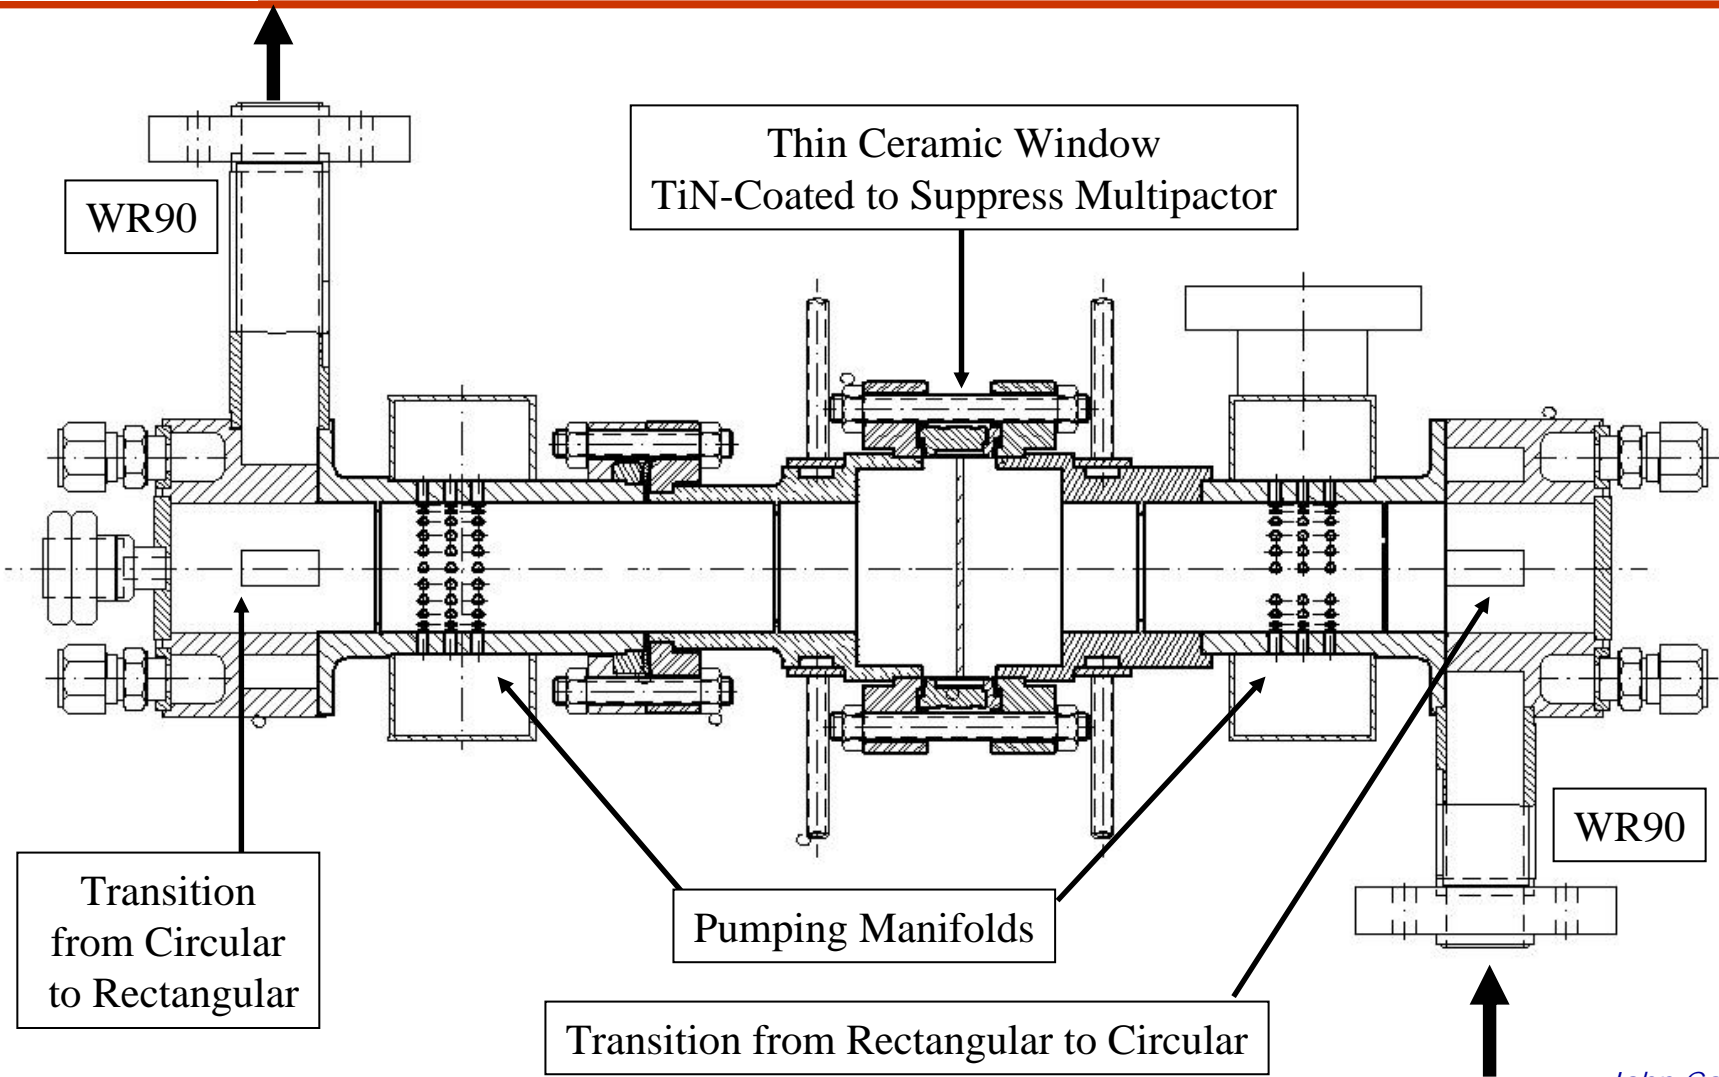 Thin Ceramic Window
TiN-Coated to Suppress Multipactor
WR90
WR90
Transition
from Circular
to Rectangular
Pumping Manifolds
Transition from Rectangular to Circular